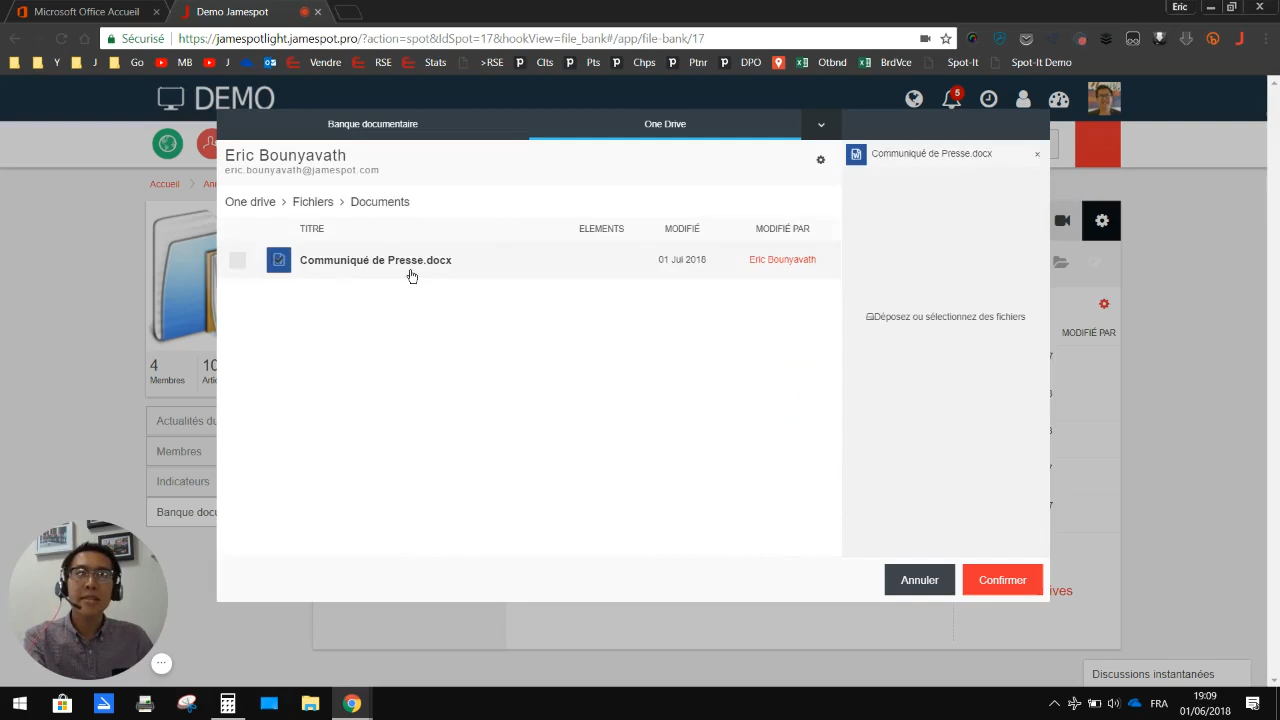 Microsoft Office Accueil
Demo Jamespot
Eric
Sécurisé
https://jamespotlight.jamespot.pro/?action=spot&IdSpot=17&hookView=file_bank#/app/file-bank/17
Y
J
Go
MB
J
Vendre
RSE
Stats
>RSE
Clts
Pts
Chps
Ptnr
DPO
Otbnd
BrdVce
Spot-It
Spot-It Demo
DEMO
5
Banque documentaire
One Drive
Eric Bounyavath
eric.bounyavath@jamespot.com
Communiqué de Presse.docx
Accueil
One drive > Fichiers > Documents
TITRE
ELEMENTS
MODIFIÉ
MODIFIÉ PAR
Communiqué de Presse.docx
01 Jui 2018
Eric Bounyavath
Déposez ou sélectionnez des fichiers
MODIFIÉ PAR
4
Membres
10
Actualités du
Membres
Indicateurs
Banque docu
Annuler
Confirmer
ives
Discussions instantanées
FRA
19:09
01/06/2018